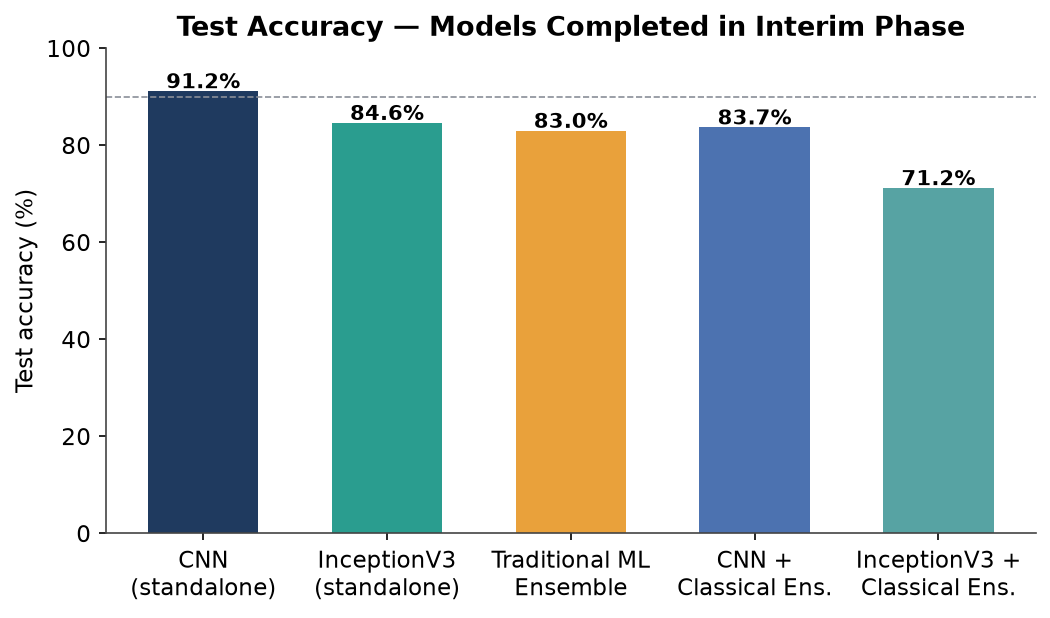 Test Accuracy — Models Completed in Interim Phase
Test accuracy (%)
100
80
60
40
20
0
91.2%
84.6%
83.0%
83.7%
71.2%
CNN
(standalone)
InceptionV3
(standalone)
Traditional ML
Ensemble
CNN +
Classical Ens.
InceptionV3 +
Classical Ens.